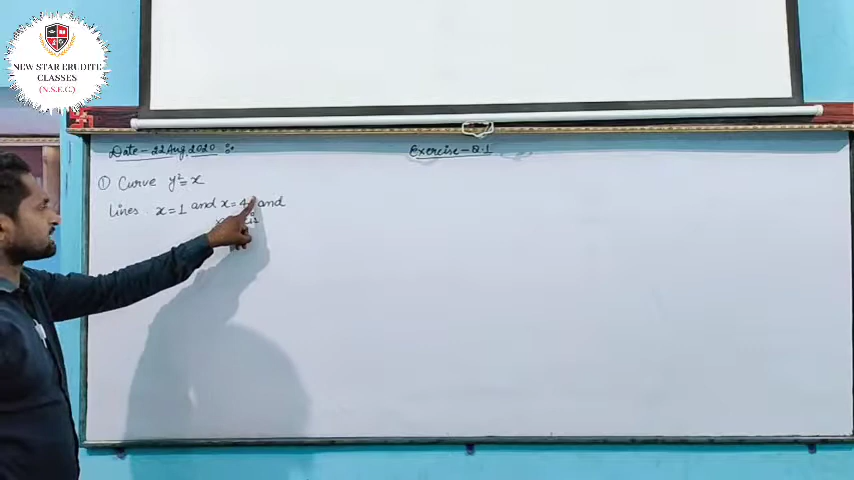 NEW STAR ERUDITE
CLASSES
(N.S.E.C.)
Date - 22 Aug. 2020
Exercise - 8.1
① Curve y² = x
Lines. x = 1 and x = 4 and